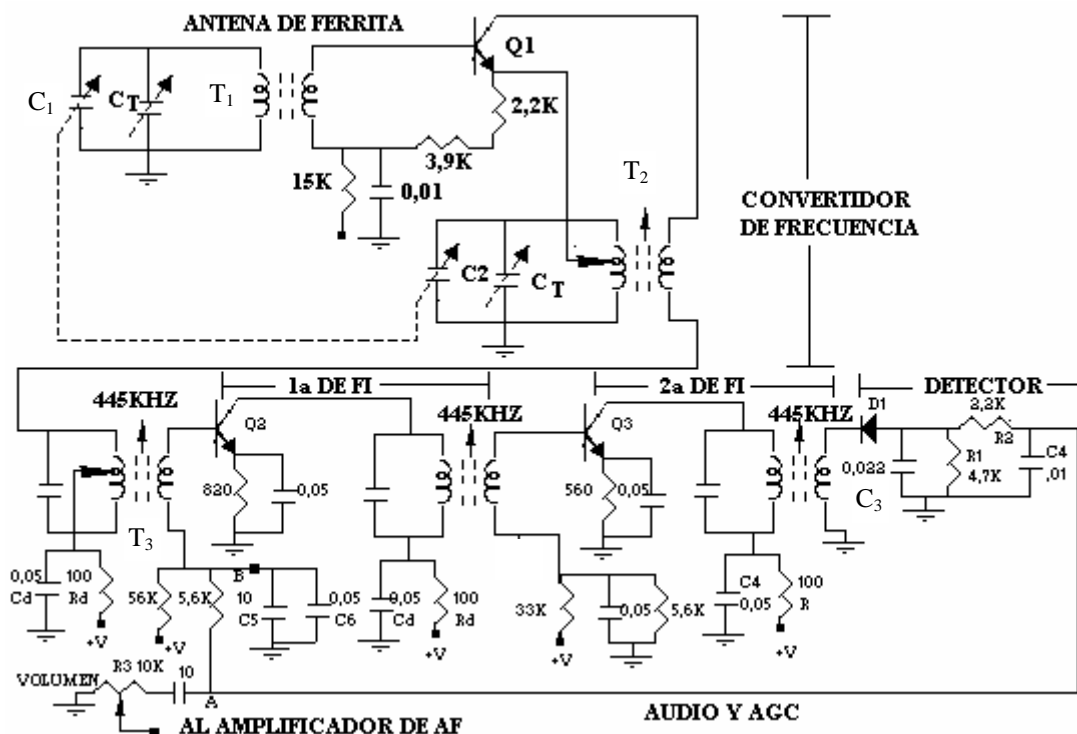 ANTENA DE FERRITA
Q1
C1
CT
T1
2,2K
3,9K
15K
0,01
T2
CONVERTIDOR
DE FRECUENCIA
C2
CT
1a DE FI
2a DE FI
DETECTOR
445KHZ
Q2
445KHZ
Q3
445KHZ
D1
2,2K
R2
820
0,05
560
0,05
0,022
C3
R1
4,7K
C4
,01
T3
0,05
Cd
100
Rd
+V
56K
5,6K
+V
B
10
C5
0,05
C6
0,05
Cd
100
Rd
+V
33K
+V
0,05
5,6K
C4
0,05
100
R
+V
VOLUMEN
R3 10K
10
A
AUDIO Y AGC
AL AMPLIFICADOR DE AF